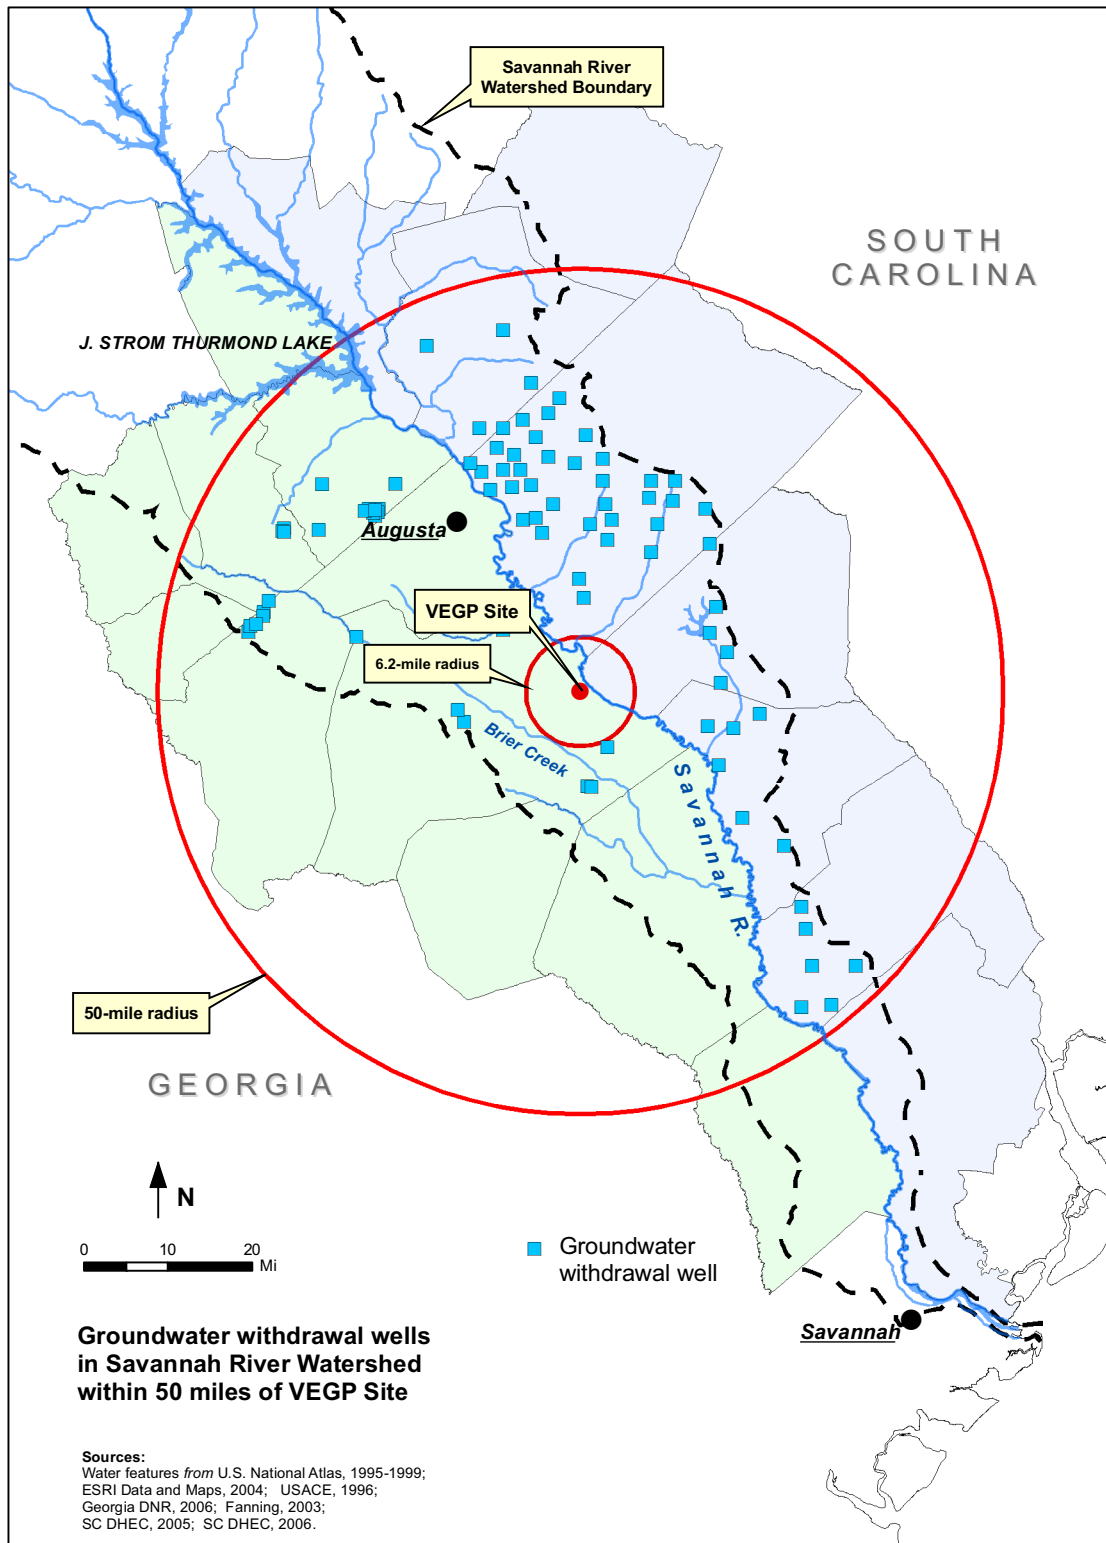 Savannah River
Watershed Boundary
SOUTH
CAROLINA
J. STROM THURMOND LAKE
Augusta
VEGP Site
6.2-mile radius
Brier Creek
Savannah R.
50-mile radius
GEORGIA
N
0 10 20
Mi
Groundwater
withdrawal well
Savannah
Groundwater withdrawal wells
in Savannah River Watershed
within 50 miles of VEGP Site
Sources:
Water features from U.S. National Atlas, 1995-1999;
ESRI Data and Maps, 2004; USACE, 1996;
Georgia DNR, 2006; Fanning, 2003;
SC DHEC, 2005; SC DHEC, 2006.